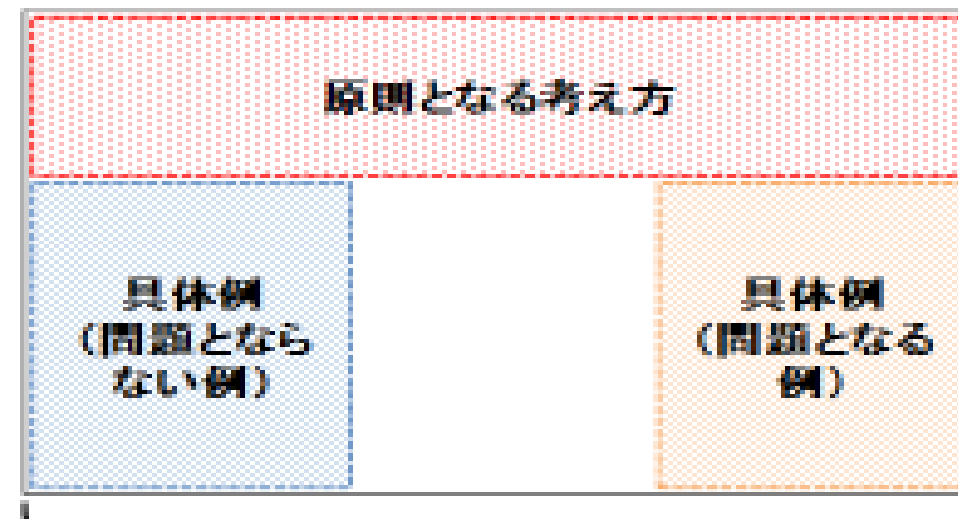 原則となる考え方
具体例
（問題となら
ない例）
具体例
（問題となる
例）